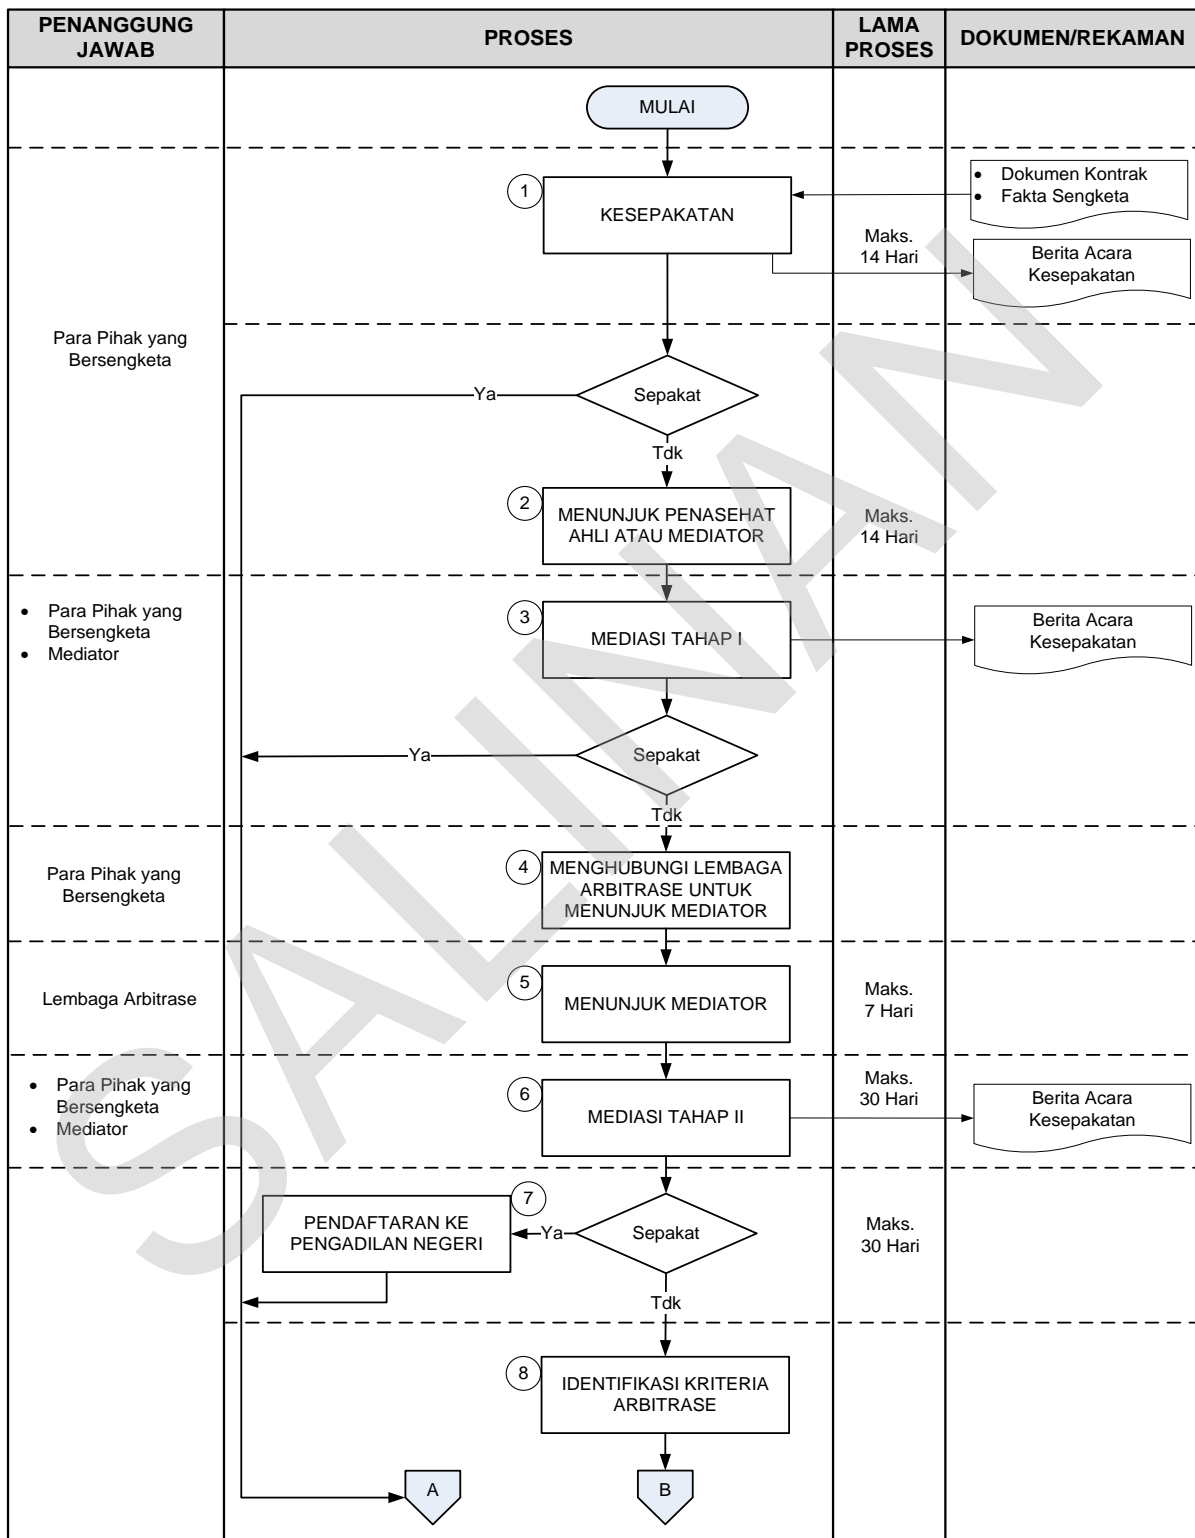 PENANGGUNG
JAWAB
PROSES
LAMA
PROSES
DOKUMEN/REKAMAN
MULAI
1
KESEPAKATAN
• Dokumen Kontrak
• Fakta Sengketa
Maks.
14 Hari
Berita Acara
Kesepakatan
Para Pihak yang
Bersengketa
Sepakat
Ya
Tdk
2
MENUNJUK PENASEHAT
AHLI ATAU MEDIATOR
Maks.
14 Hari
• Para Pihak yang
Bersengketa
• Mediator
3
MEDIASI TAHAP I
Berita Acara
Kesepakatan
Sepakat
Ya
Tdk
Para Pihak yang
Bersengketa
4
MENGHUBUNGI LEMBAGA
ARBITRASE UNTUK
MENUNJUK MEDIATOR
Lembaga Arbitrase
5
MENUNJUK MEDIATOR
Maks.
7 Hari
• Para Pihak yang
Bersengketa
• Mediator
6
MEDIASI TAHAP II
Maks.
30 Hari
Berita Acara
Kesepakatan
7
PENDAFTARAN KE
PENGADILAN NEGERI
Ya
Sepakat
Maks.
30 Hari
Tdk
8
IDENTIFIKASI KRITERIA
ARBITRASE
A
B
SALINAN